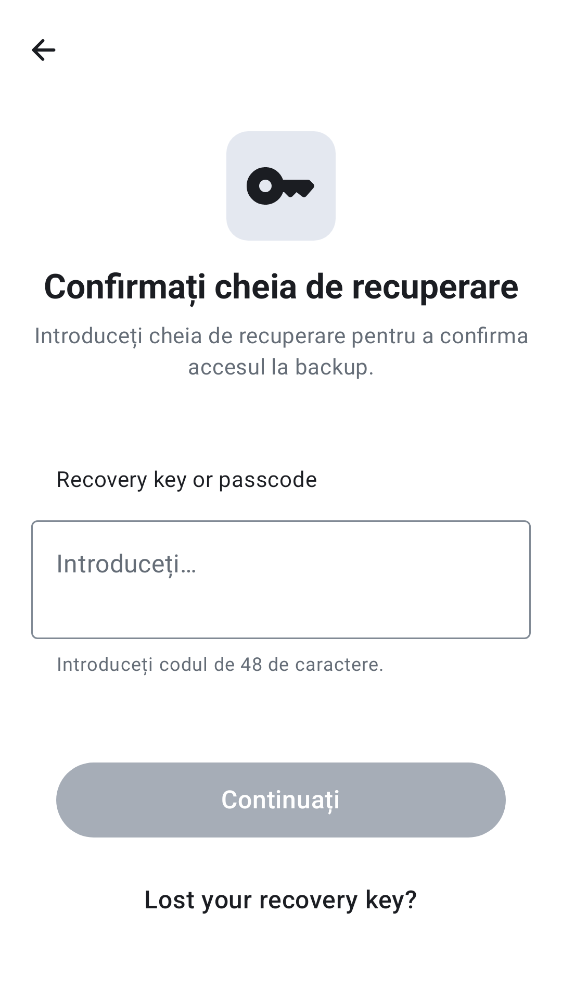 Confirmați cheia de recuperare
Introduceți cheia de recuperare pentru a confirma
accesul la backup.
Recovery key or passcode
Introduceți…
Introduceți codul de 48 de caractere.
Continuați
Lost your recovery key?